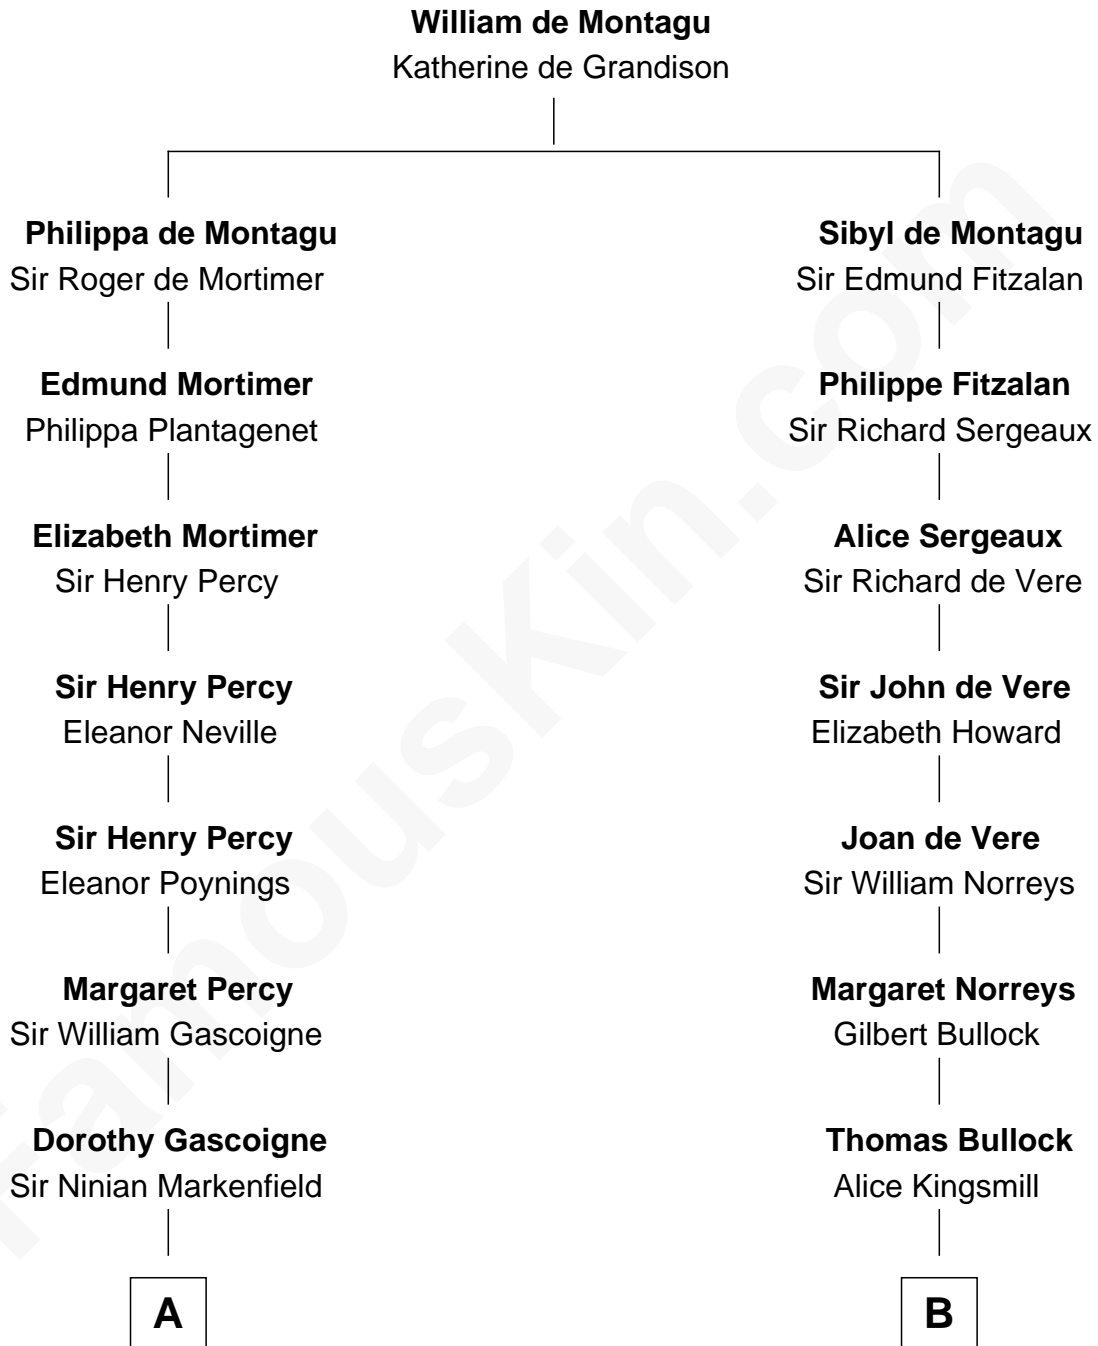 William de Montagu
Katherine de Grandison
Philippa de Montagu
Sir Roger de Mortimer
Sibyl de Montagu
Sir Edmund Fitzalan
Edmund Mortimer
Philippa Plantagenet
Philippe Fitzalan
Sir Richard Sergeaux
Elizabeth Mortimer
Sir Henry Percy
Alice Sergeaux
Sir Richard de Vere
Sir Henry Percy
Eleanor Neville
Sir John de Vere
Elizabeth Howard
Sir Henry Percy
Eleanor Poynings
Joan de Vere
Sir William Norreys
Margaret Percy
Sir William Gascoigne
Margaret Norreys
Gilbert Bullock
Dorothy Gascoigne
Sir Ninian Markenfield
Thomas Bullock
Alice Kingsmill
A
B
FamousKin.com